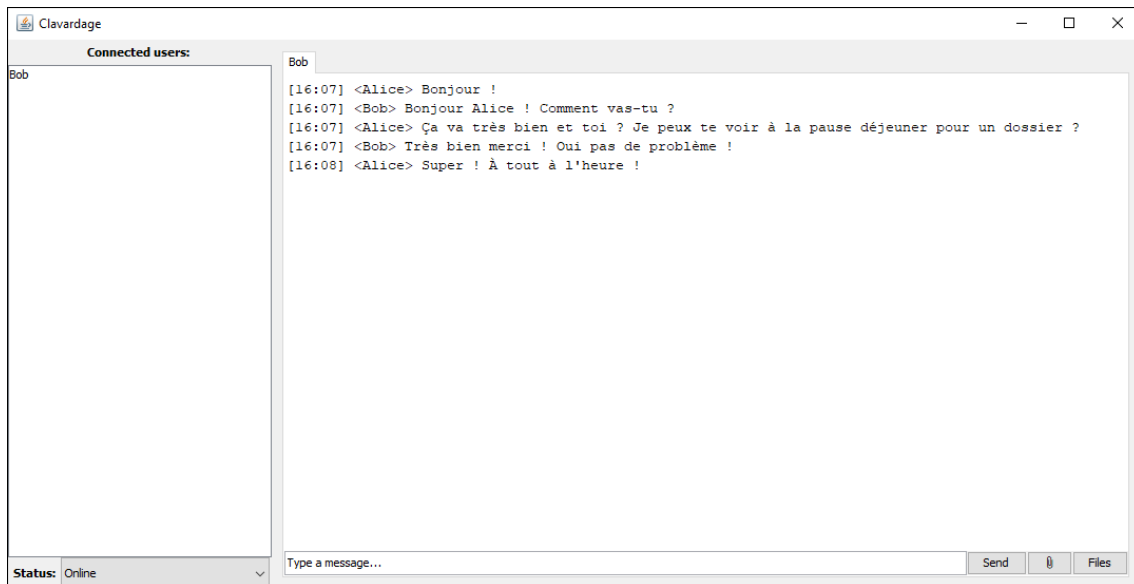 Clavardage
Connected users:
Bob
Bob
[16:07] <Alice> Bonjour !
[16:07] <Bob> Bonjour Alice ! Comment vas-tu ?
[16:07] <Alice> Ça va très bien et toi ? Je peux te voir à la pause déjeuner pour un dossier ?
[16:07] <Bob> Très bien merci ! Oui pas de problème !
[16:08] <Alice> Super ! À tout à l'heure !
Type a message...
Send
Files
Status: Online